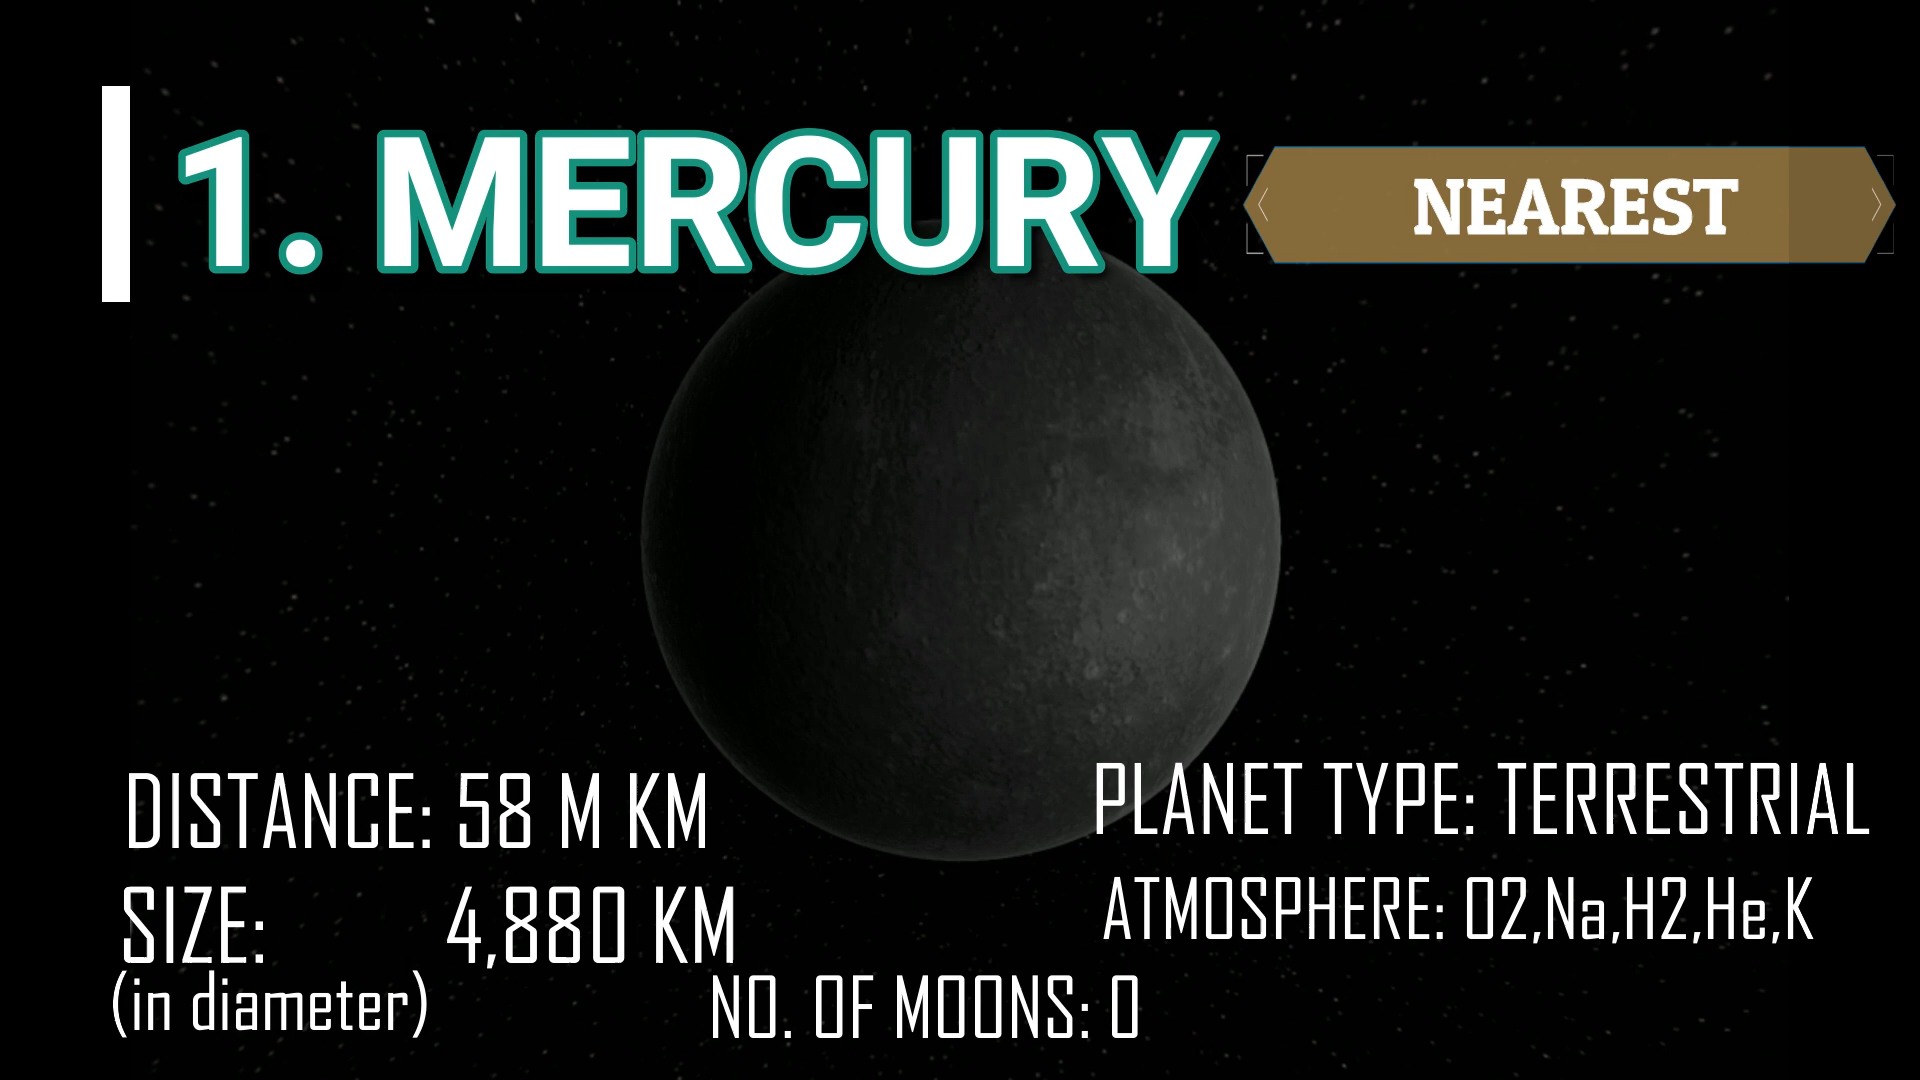 1. MERCURY
NEAREST
DISTANCE: 58 M KM
SIZE: 4,880 KM
(in diameter)
PLANET TYPE: TERRESTRIAL
ATMOSPHERE: O2,Na,H2,He,K
NO. OF MOONS: 0